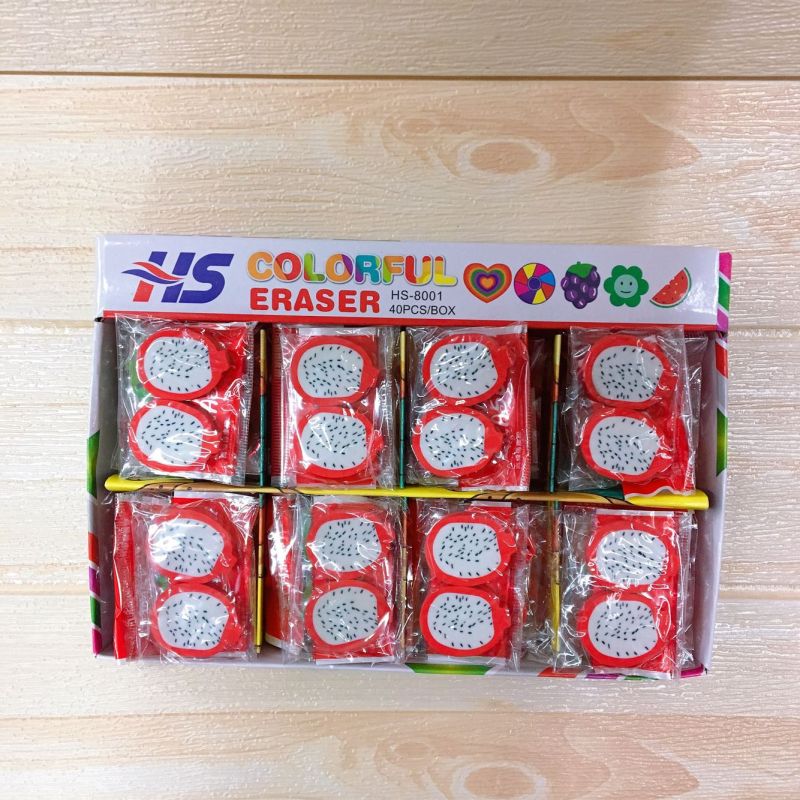 HS COLORFUL
ERASER HS-8001
40PCS/BOX